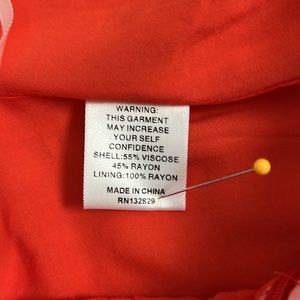 WARNING:
THIS GARMENT
MAY INCREASE
YOUR SELF
CONFIDENCE
SHELL:55% VISCOSE
45% RAYON
LINING:100% RAYON
MADE IN CHINA
RN132829